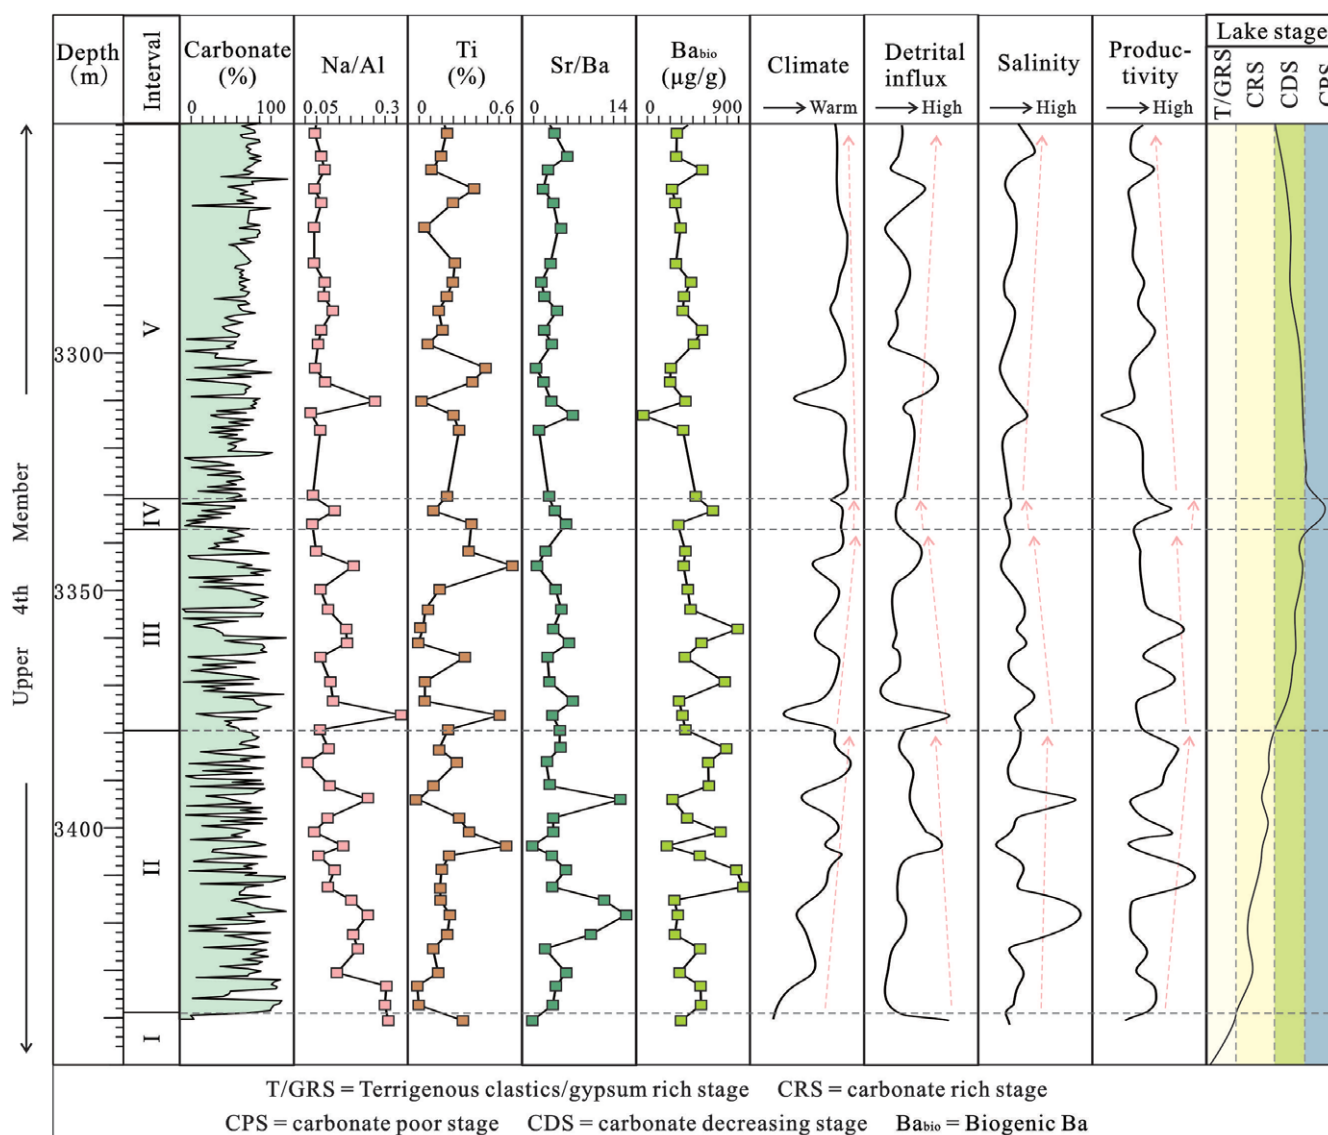 Depth
(m)
Interval
Carbonate
(%)
0 100
Na/Al
0.05 0.3
Ti
(%)
0 0.6
Sr/Ba
0 14
Babio
(μg/g)
0 900
Climate
Warm
Detrital
influx
High
Salinity
High
Produc-
tivity
High
Lake stage
T/GRS
CRS
CDS
CPS
Upper 4th Member
3300
3350
3400
V
IV
III
II
I
T/GRS = Terrigenous clastics/gypsum rich stage CRS = carbonate rich stage
CPS = carbonate poor stage CDS = carbonate decreasing stage Babio = Biogenic Ba